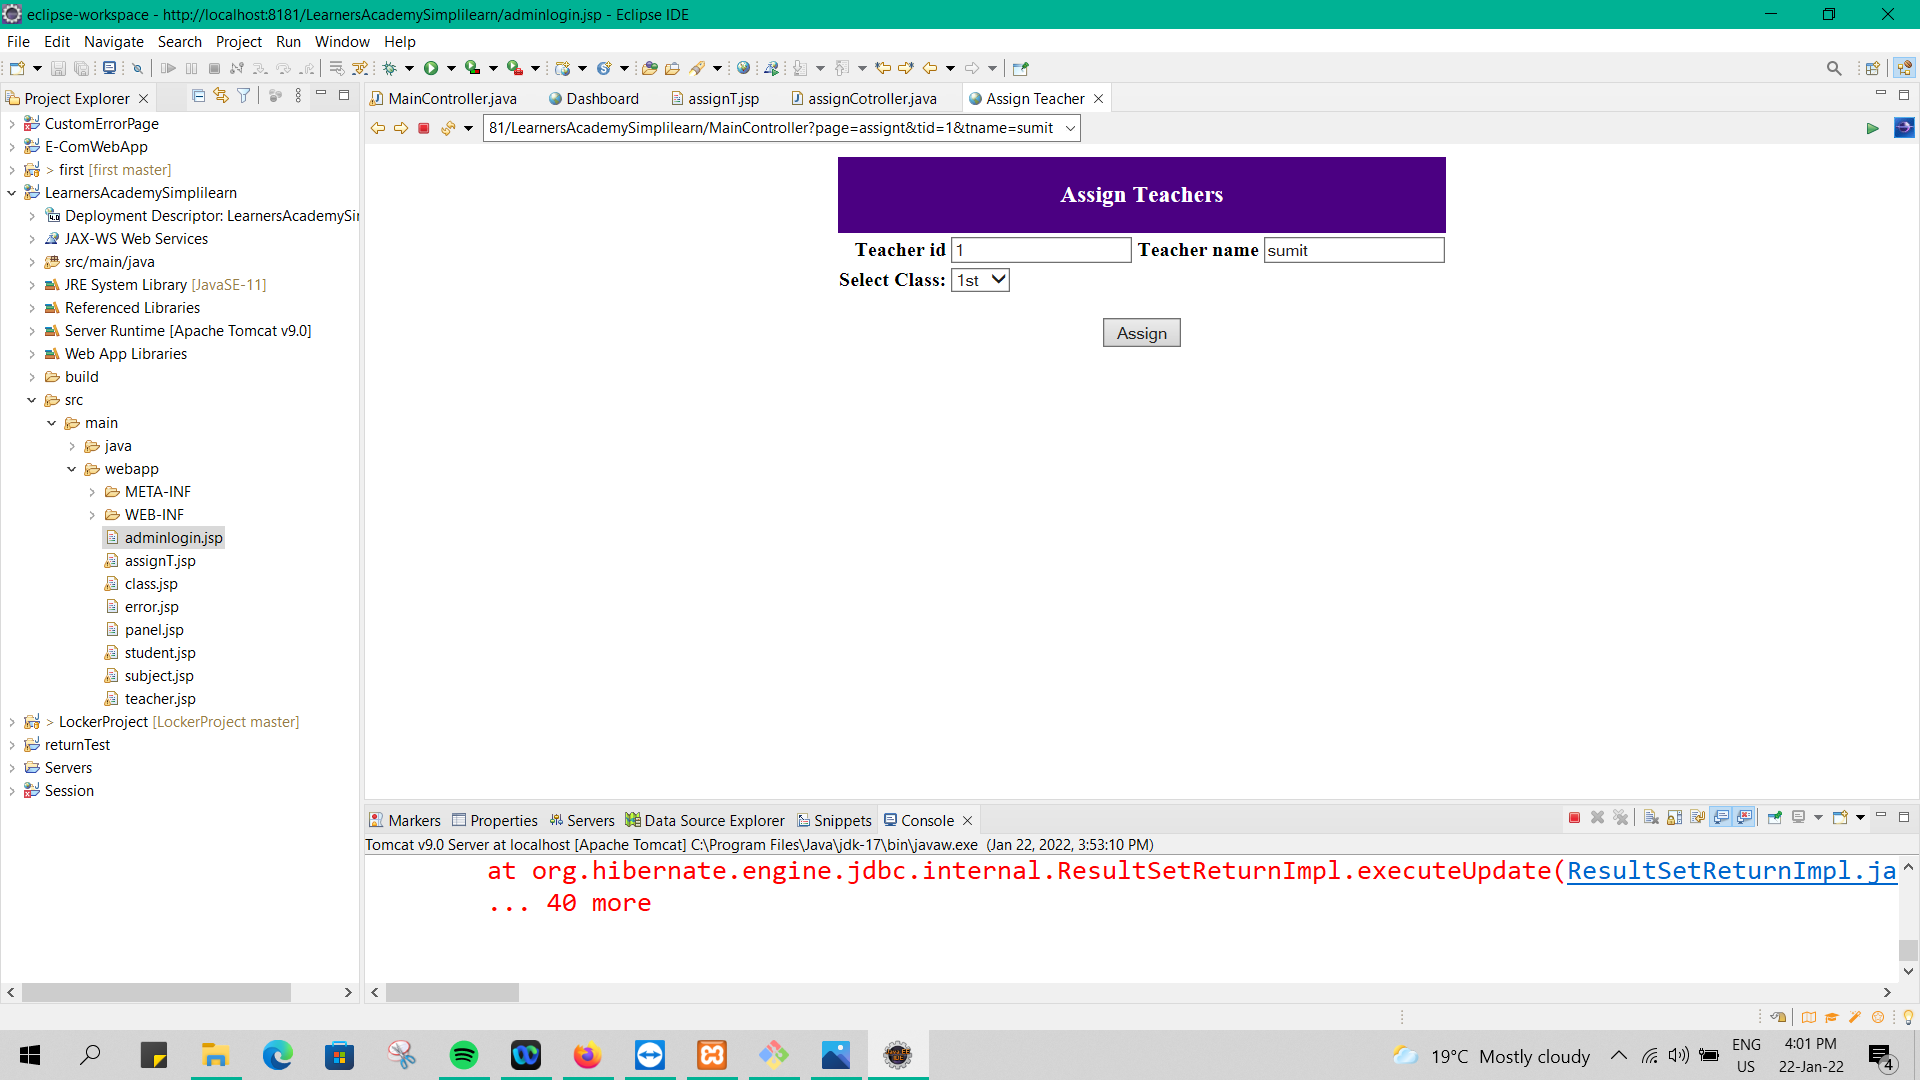 eclipse-workspace - http://localhost:8181/LearnersAcademySimplilearn/adminlogin.jsp - Eclipse IDE
File Edit Navigate Search Project Run Window Help
Project Explorer
CustomErrorPage
E-ComWebApp
> first [first master]
LearnersAcademySimplilearn
Deployment Descriptor: LearnersAcademySi
JAX-WS Web Services
src/main/java
JRE System Library [JavaSE-11]
Referenced Libraries
Server Runtime [Apache Tomcat v9.0]
Web App Libraries
build
src
main
java
webapp
META-INF
WEB-INF
adminlogin.jsp
assignT.jsp
class.jsp
error.jsp
panel.jsp
student.jsp
subject.jsp
teacher.jsp
> LockerProject [LockerProject master]
returnTest
Servers
Session
MainController.java Dashboard assignT.jsp assignCotroller.java Assign Teacher
81/LearnersAcademySimplilearn/MainController?page=assignt&tid=1&tname=sumit
Assign Teachers
Teacher id 1 Teacher name sumit
Select Class: 1st
Assign
Markers Properties Servers Data Source Explorer Snippets Console
Tomcat v9.0 Server at localhost [Apache Tomcat] C:\Program Files\Java\jdk-17\bin\javaw.exe (Jan 22, 2022, 3:53:10 PM)
at org.hibernate.engine.jdbc.internal.ResultSetReturnImpl.executeUpdate(ResultSetReturnImpl.ja
... 40 more
19°C Mostly cloudy
ENG
US
4:01 PM
22-Jan-22
4